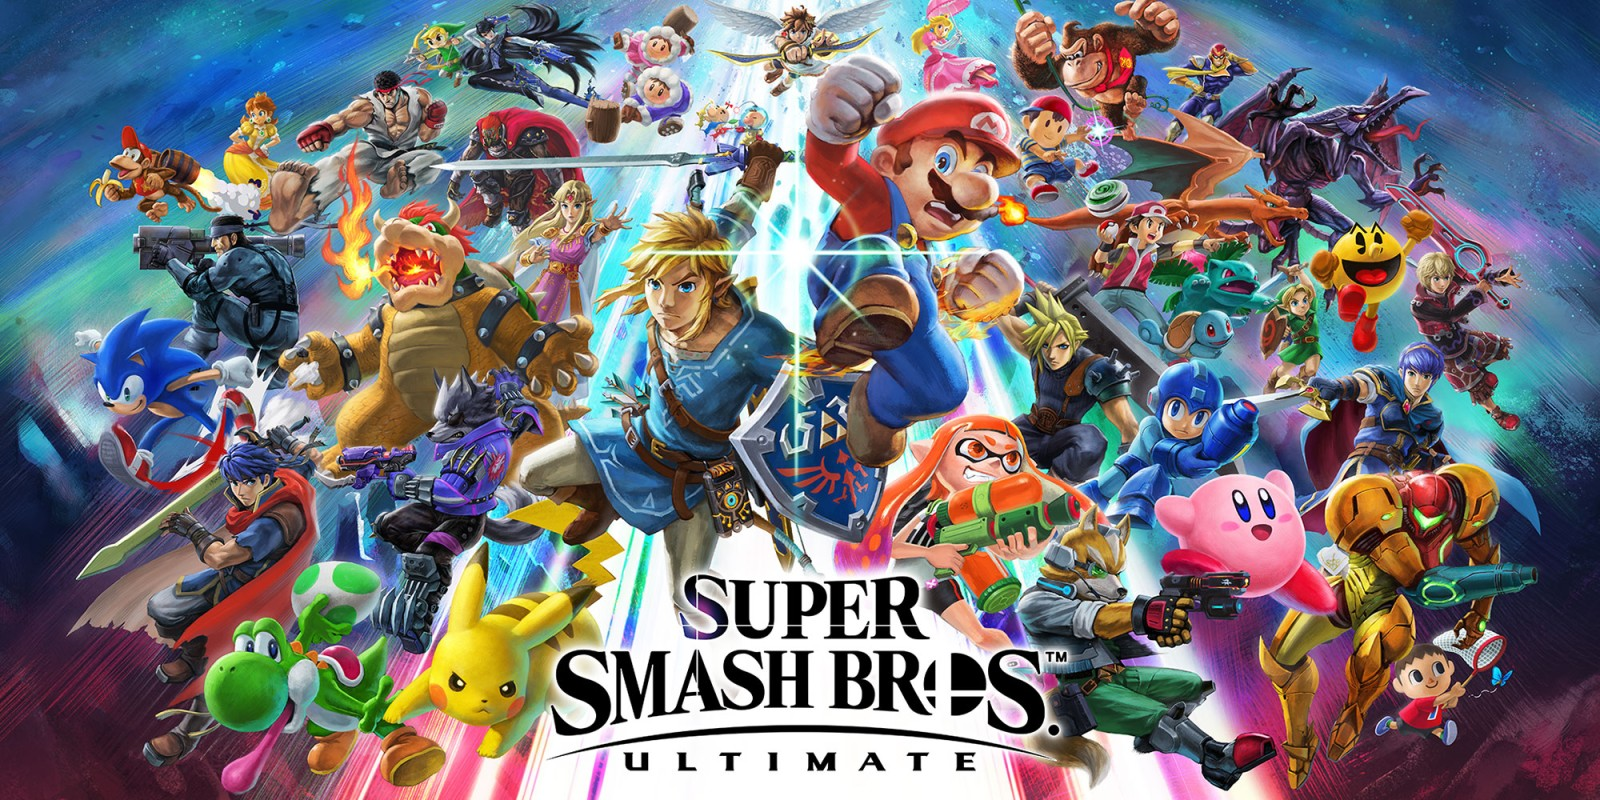 SUPER
SMASH BROS.™
ULTIMATE
M